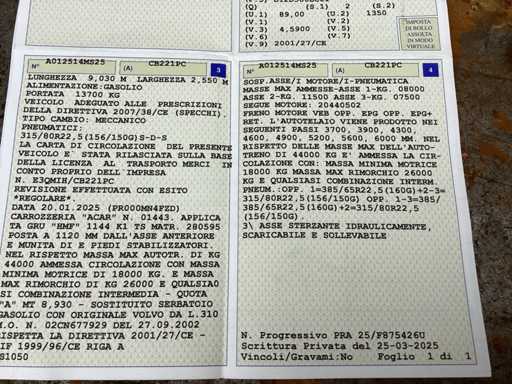 (Q) (S.1) 2 (S.2)
(U.1) 89,00 (U.2) 1350
(V.1) (V.2)
(V.3) 4,5900 (V.5)
(V.6) (V.7)
(V.9) 2001/27/CE
IMPOSTA
DI BOLLO
ASSOLTA
IN MODO
VIRTUALE
N° A012514MS25 (A) CB221PC 3
LUNGHEZZA 9,030 M LARGHEZZA 2,550 M
ALIMENTAZIONE:GASOLIO
PORTATA 13700 KG
VEICOLO ADEGUATO ALLE PRESCRIZIONI
DELLA DIRETTIVA 2007/38/CE (SPECCHI).
TIPO CAMBIO: MECCANICO
PNEUMATICI:
315/80R22,5(156/150G)S-D-S
LA CARTA DI CIRCOLAZIONE DEL PRESENTE
VEICOLO E` STATA RILASCIATA SULLA BASE
DELLA LICENZA AL TRASPORTO MERCI IN
CONTO PROPRIO DELL'IMPRESA
N. E3QMIH/CB221PC
REVISIONE EFFETTUATA CON ESITO
*REGOLARE*.
DATA 20.01.2025 (PR000MN4FZD)
CARROZZERIA "ACAR" N. 01443. APPLICA
TA GRU "HMF" 1144 K1 TS MATR. 280595
POSTA A 1120 MM DALL'ASSE ANTERIORE
E MUNITA DI E PIEDI STABILIZZATORI.
NEL RISPETTO MASSA MAX AUTOTR. DI KG
44000 AMMESSA CIRCOLAZIONE CON MASSA
MINIMA MOTRICE DI 18000 KG. E MASSA
MAX RIMORCHIO DI KG 26000 E QUALSIAO
SI COMBINAZIONE INTERMEDIA - QUOTA
"A" MT 8,930 - SOSTITUITO SERBATOIO
GASOLIO CON ORIGINALE VOLVO DA L.310
M.O. N. 02CN677929 DEL 27.09.2002
RISPETTA LA DIRETTIVA 2001/27/CE -
IF 1999/96/CE RIGA A
S1050
N° A012514MS25 (A) CB221PC 4
SOSP.ASSE/I MOTORE/I-PNEUMATICA
MASSE MAX AMMESSE-ASSE 1-KG. 08000
ASSE 2-KG. 11500 ASSE 3-KG. 07500
SEGUE MOTORE: 20440502
FRENO MOTORE VEB OPP. EPG OPP. EPG+
RET. L'AUTOTELAIO VIENE PRODOTTO NEI
SEGUENTI PASSI 3700, 3900, 4300,
4600, 4900, 5200, 5600, 6000 MM. NEL
RISPETTO DELLE MASSE MAX DELL'AUTO-
TRENO DI 44000 KG E` AMMESSA LA CIR-
COLAZIONE CON: MASSA MINIMA MOTRICE
18000 KG MASSA MAX RIMORCHIO 26000
KG E QUALSIASI COMBINAZIONE INTERM.
PNEUM.:OPP. 1=385/65R22,5(160G)+2-3=
315/80R22,5(156/150G) OPP. 1-3=385/
385/65R22,5(160G)+2=315/80R22,5
(156/150G).
3\ ASSE STERZANTE IDRAULICAMENTE,
SCARICABILE E SOLLEVABILE
N. Progressivo PRA 25/F875426U
Scrittura Privata del 25-03-2025
Vincoli/Gravami:No Foglio 1 di 1